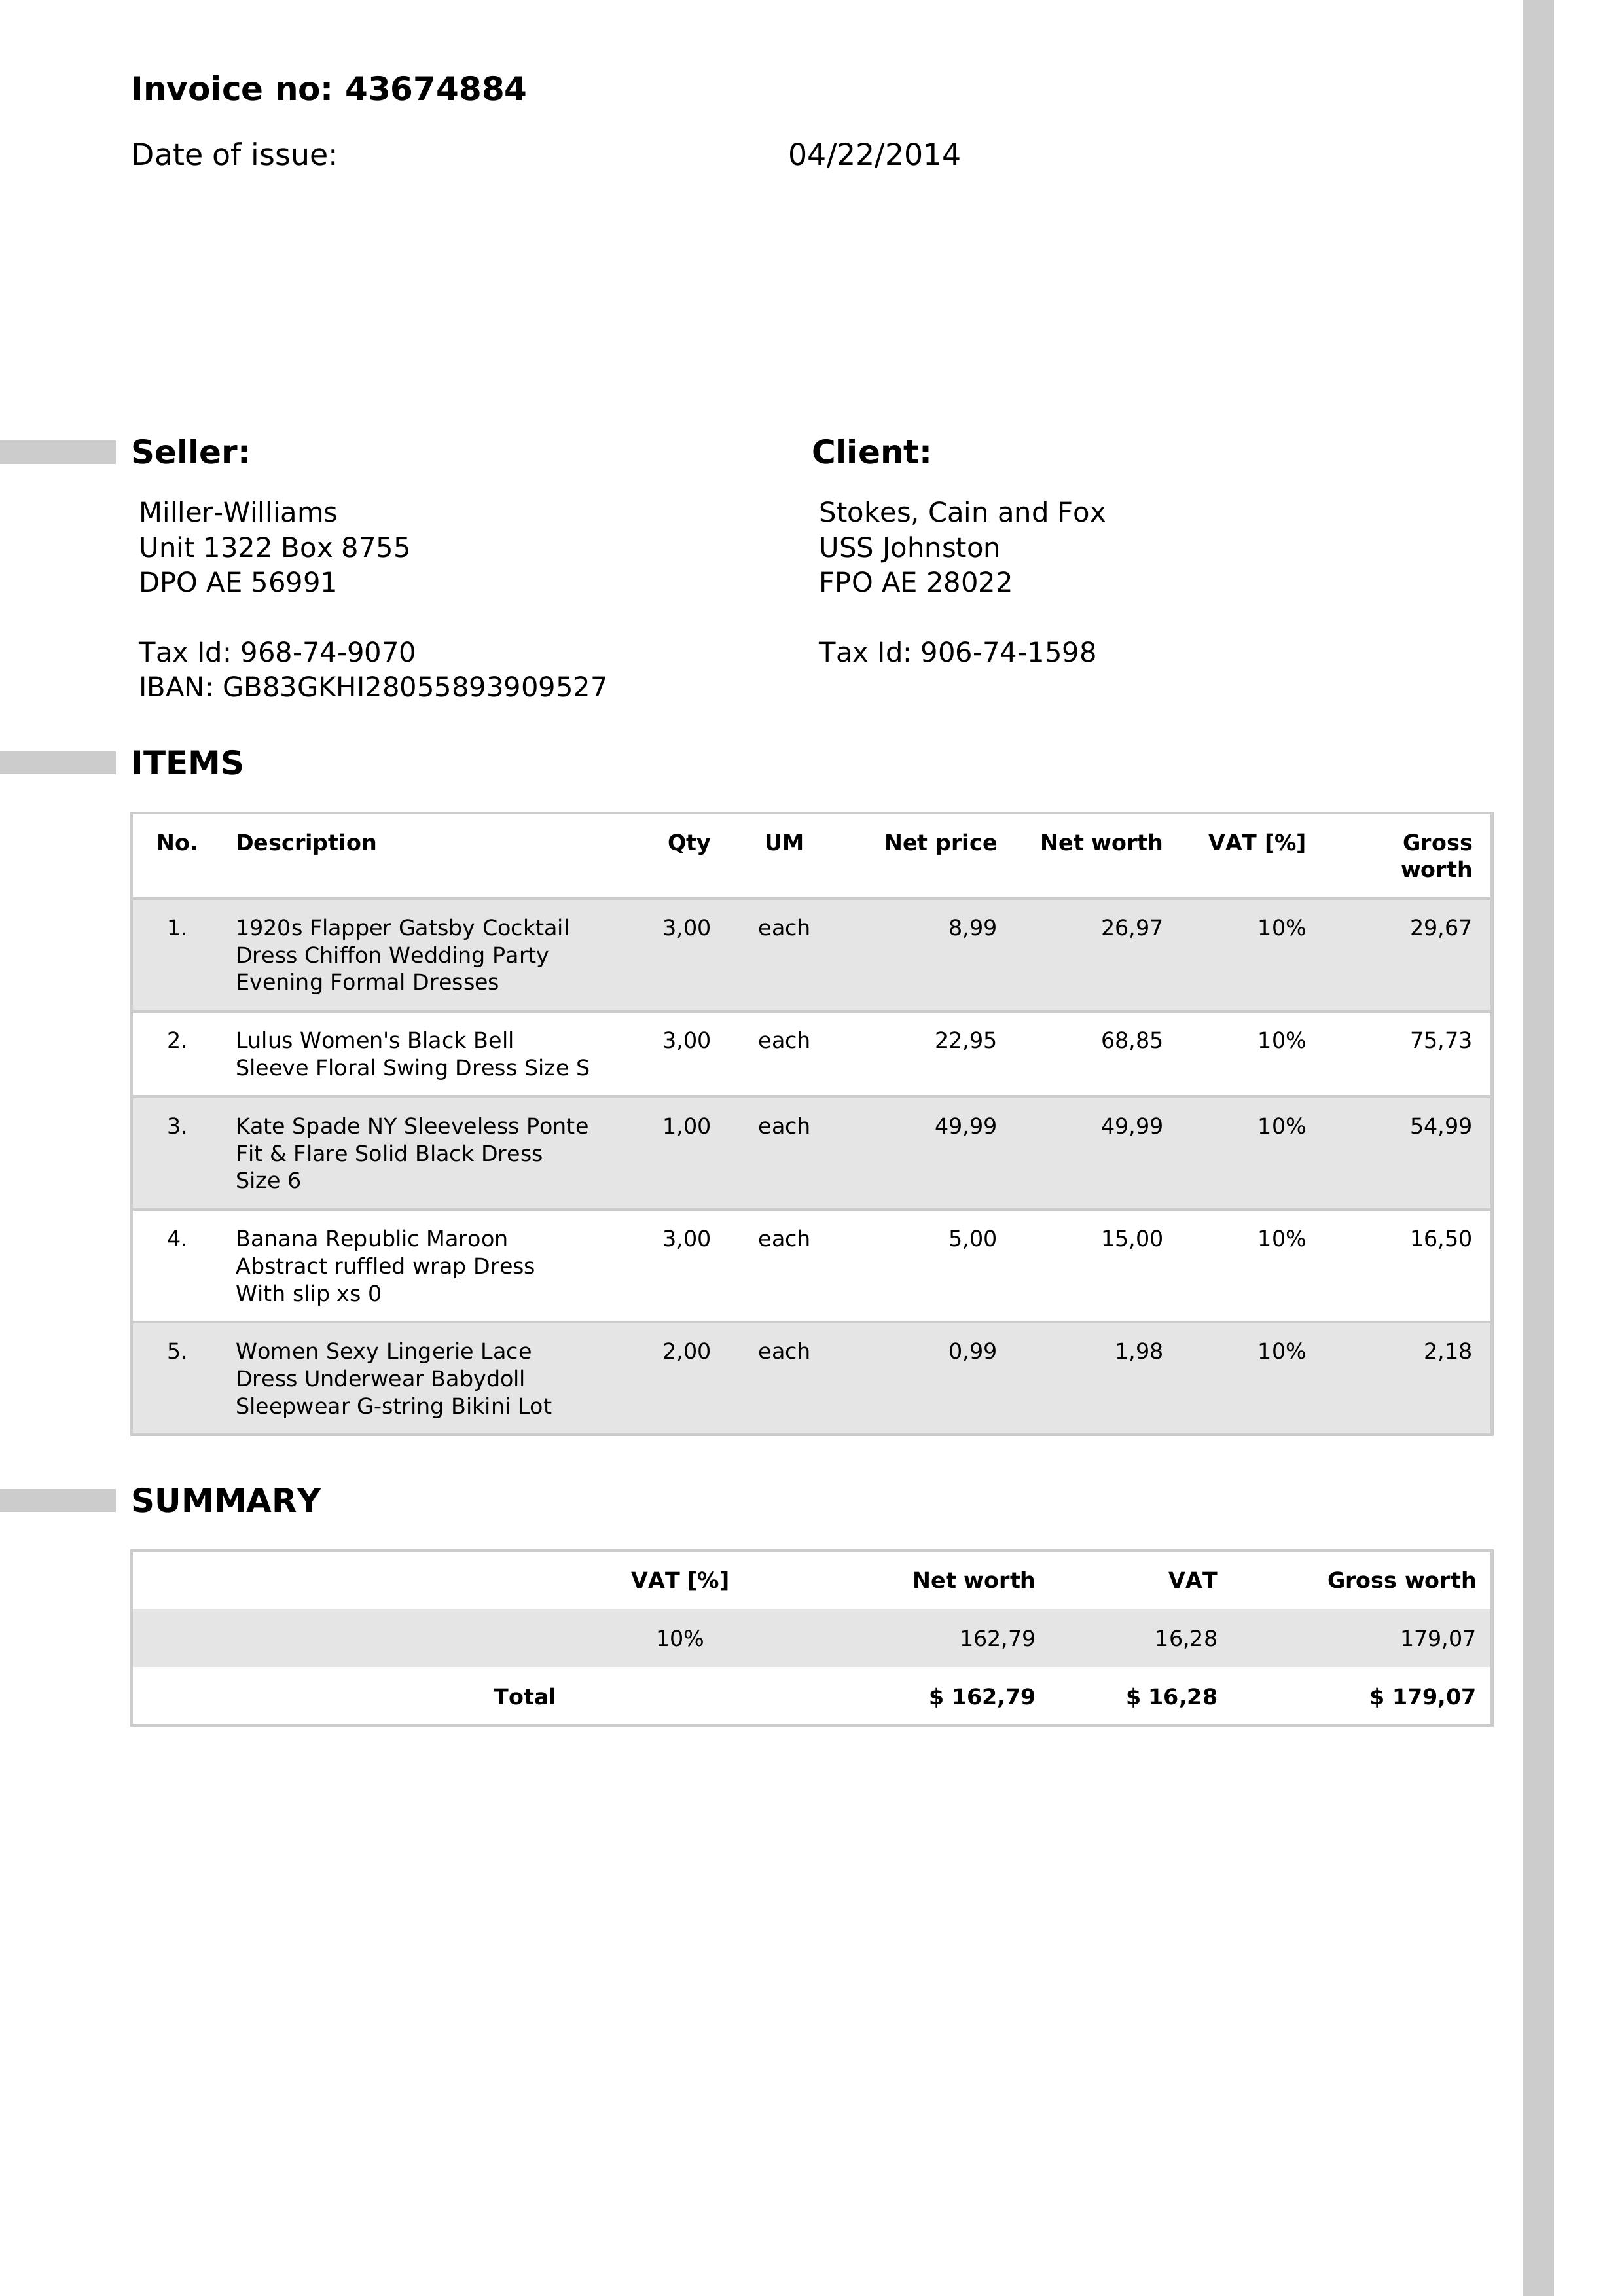 Invoice no: 43674884
Date of issue: 04/22/2014
Seller:
Miller-Williams
Unit 1322 Box 8755
DPO AE 56991
Tax Id: 968-74-9070
IBAN: GB83GKHI28055893909527
Client:
Stokes, Cain and Fox
USS Johnston
FPO AE 28022
Tax Id: 906-74-1598
ITEMS
No. Description Qty UM Net price Net worth VAT [%] Gross
worth
1. 1920s Flapper Gatsby Cocktail 3,00 each 8,99 26,97 10% 29,67
Dress Chiffon Wedding Party
Evening Formal Dresses
2. Lulus Women's Black Bell 3,00 each 22,95 68,85 10% 75,73
Sleeve Floral Swing Dress Size S
3. Kate Spade NY Sleeveless Ponte 1,00 each 49,99 49,99 10% 54,99
Fit & Flare Solid Black Dress
Size 6
4. Banana Republic Maroon 3,00 each 5,00 15,00 10% 16,50
Abstract ruffled wrap Dress
With slip xs 0
5. Women Sexy Lingerie Lace 2,00 each 0,99 1,98 10% 2,18
Dress Underwear Babydoll
Sleepwear G-string Bikini Lot
SUMMARY
VAT [%] Net worth VAT Gross worth
10% 162,79 16,28 179,07
Total $ 162,79 $ 16,28 $ 179,07